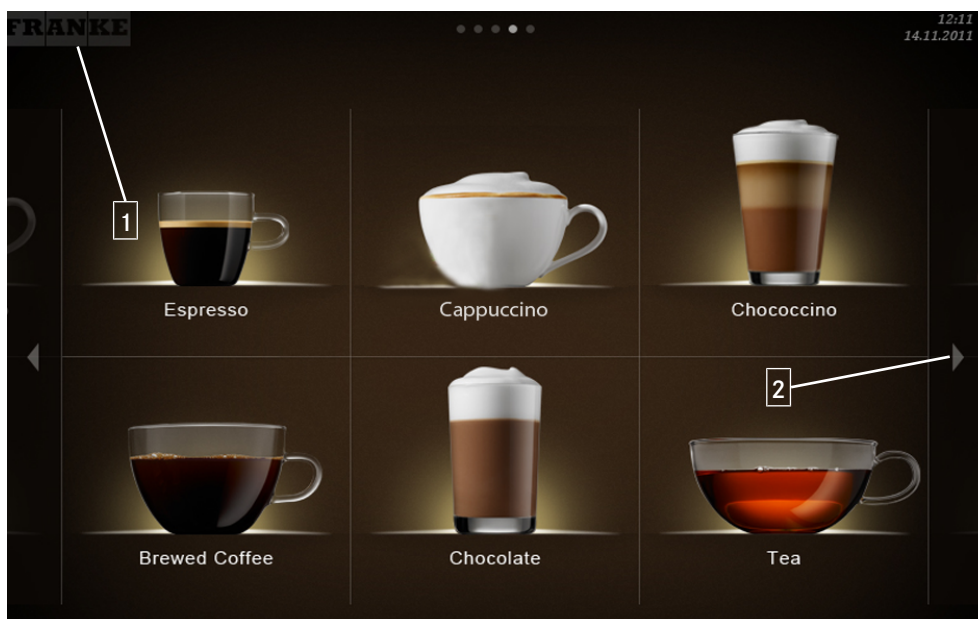 FRANKE
12:11
14.11.2011
1
Espresso
Cappuccino
Chococcino
2
Brewed Coffee
Chocolate
Tea